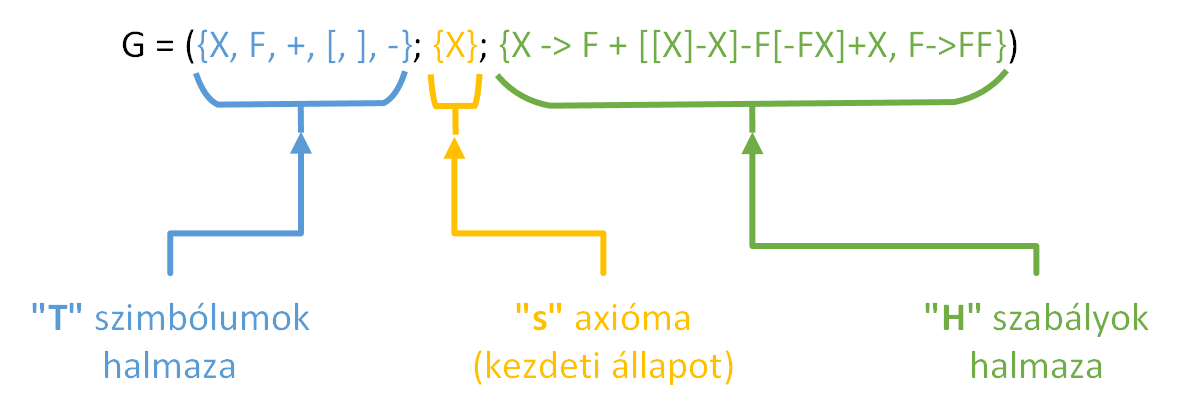 G = ({X, F, +, [, ], -}; {X}; {X -> F + [[X]-X]-F[-FX]+X, F->FF})
"T" szimbólumok
halmaza
"s" axióma
(kezdeti állapot)
"H" szabályok
halmaza